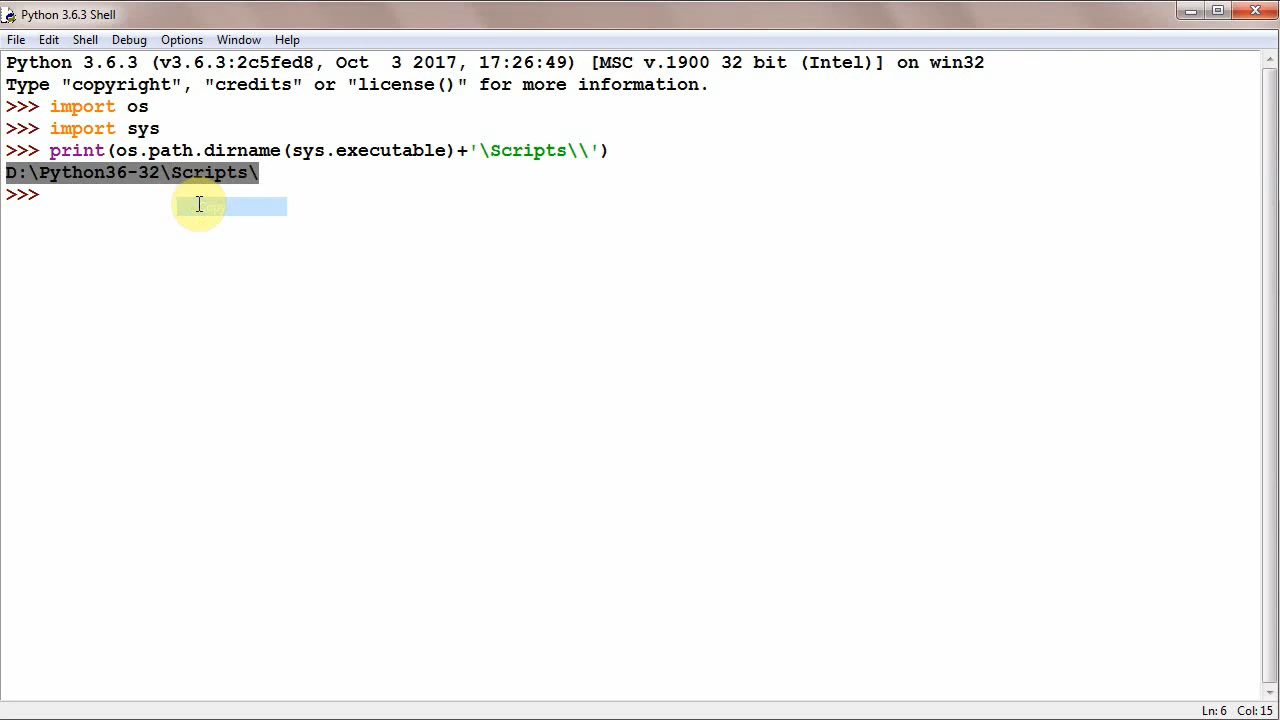 Python 3.6.3 Shell
File Edit Shell Debug Options Window Help
Python 3.6.3 (v3.6.3:2c5fed8, Oct  3 2017, 17:26:49) [MSC v.1900 32 bit (Intel)] on win32
Type "copyright", "credits" or "license()" for more information.
>>> import os
>>> import sys
>>> print(os.path.dirname(sys.executable)+'\Scripts\\')
D:\Python36-32\Scripts\
>>>
Ln: 6 Col: 15